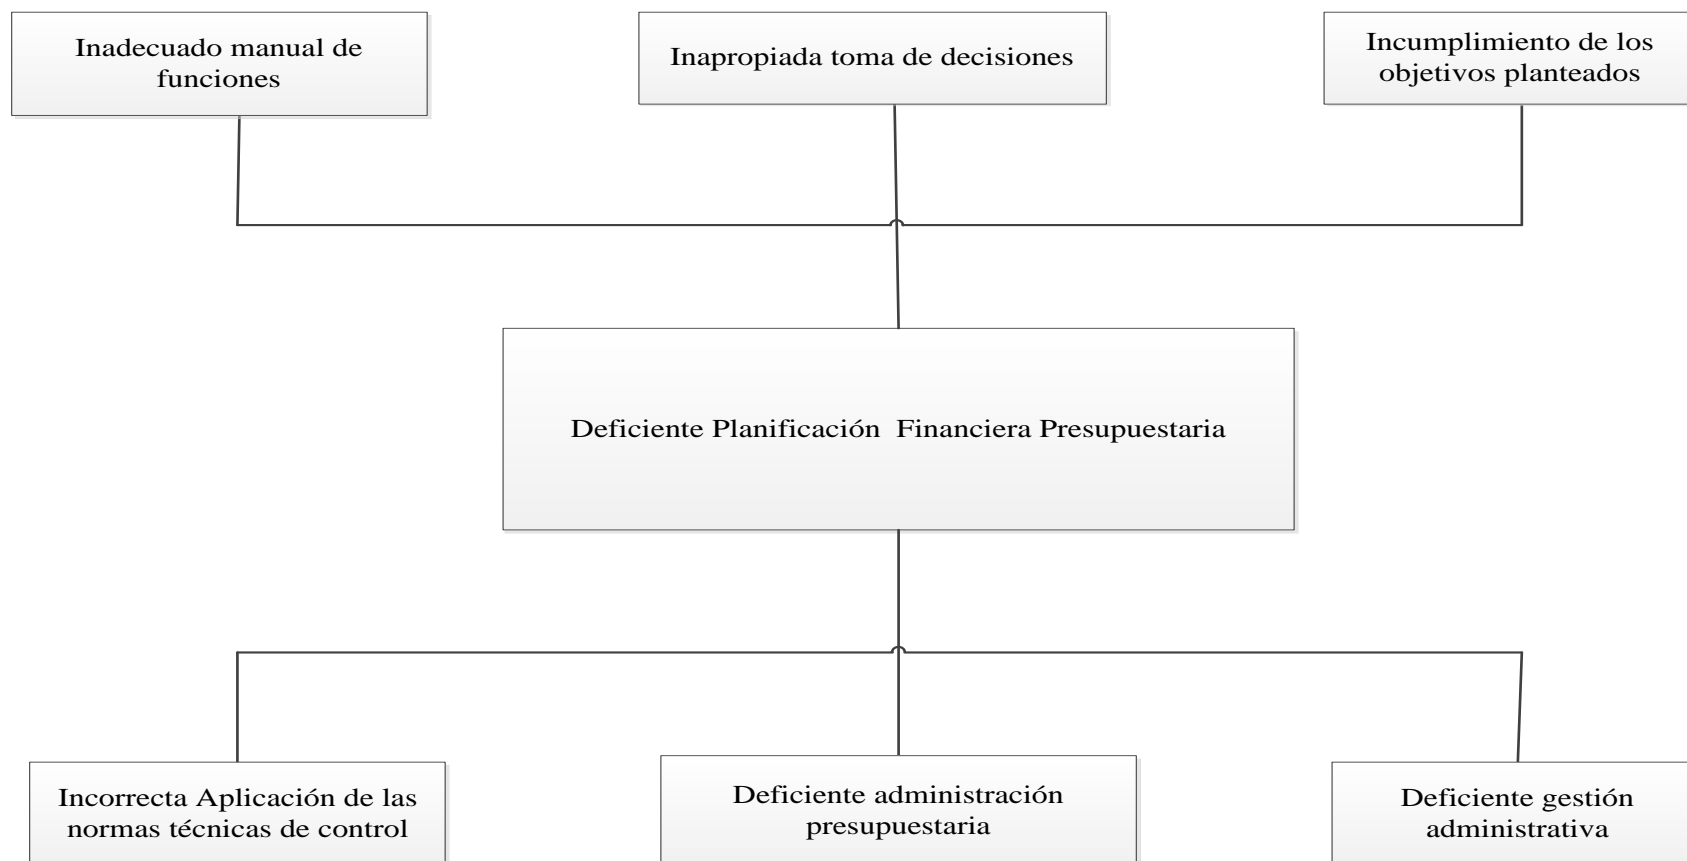 Inadecuado manual de
funciones
Inapropiada toma de decisiones
Incumplimiento de los
objetivos planteados
Deficiente Planificación  Financiera Presupuestaria
Incorrecta Aplicación de las
normas técnicas de control
Deficiente administración
presupuestaria
Deficiente gestión
administrativa